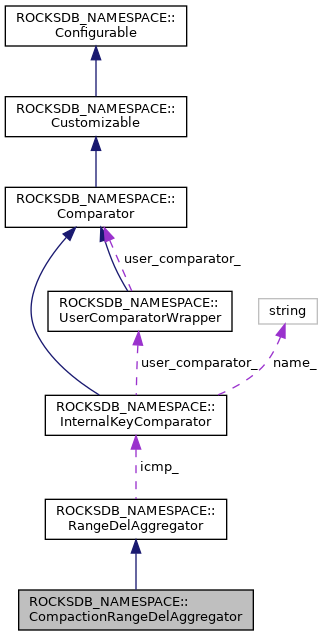 ROCKSDB_NAMESPACE::
Configurable
ROCKSDB_NAMESPACE::
Customizable
ROCKSDB_NAMESPACE::
Comparator
user_comparator_
ROCKSDB_NAMESPACE::
UserComparatorWrapper
string
user_comparator_
name_
ROCKSDB_NAMESPACE::
InternalKeyComparator
icmp_
ROCKSDB_NAMESPACE::
RangeDelAggregator
ROCKSDB_NAMESPACE::
CompactionRangeDelAggregator